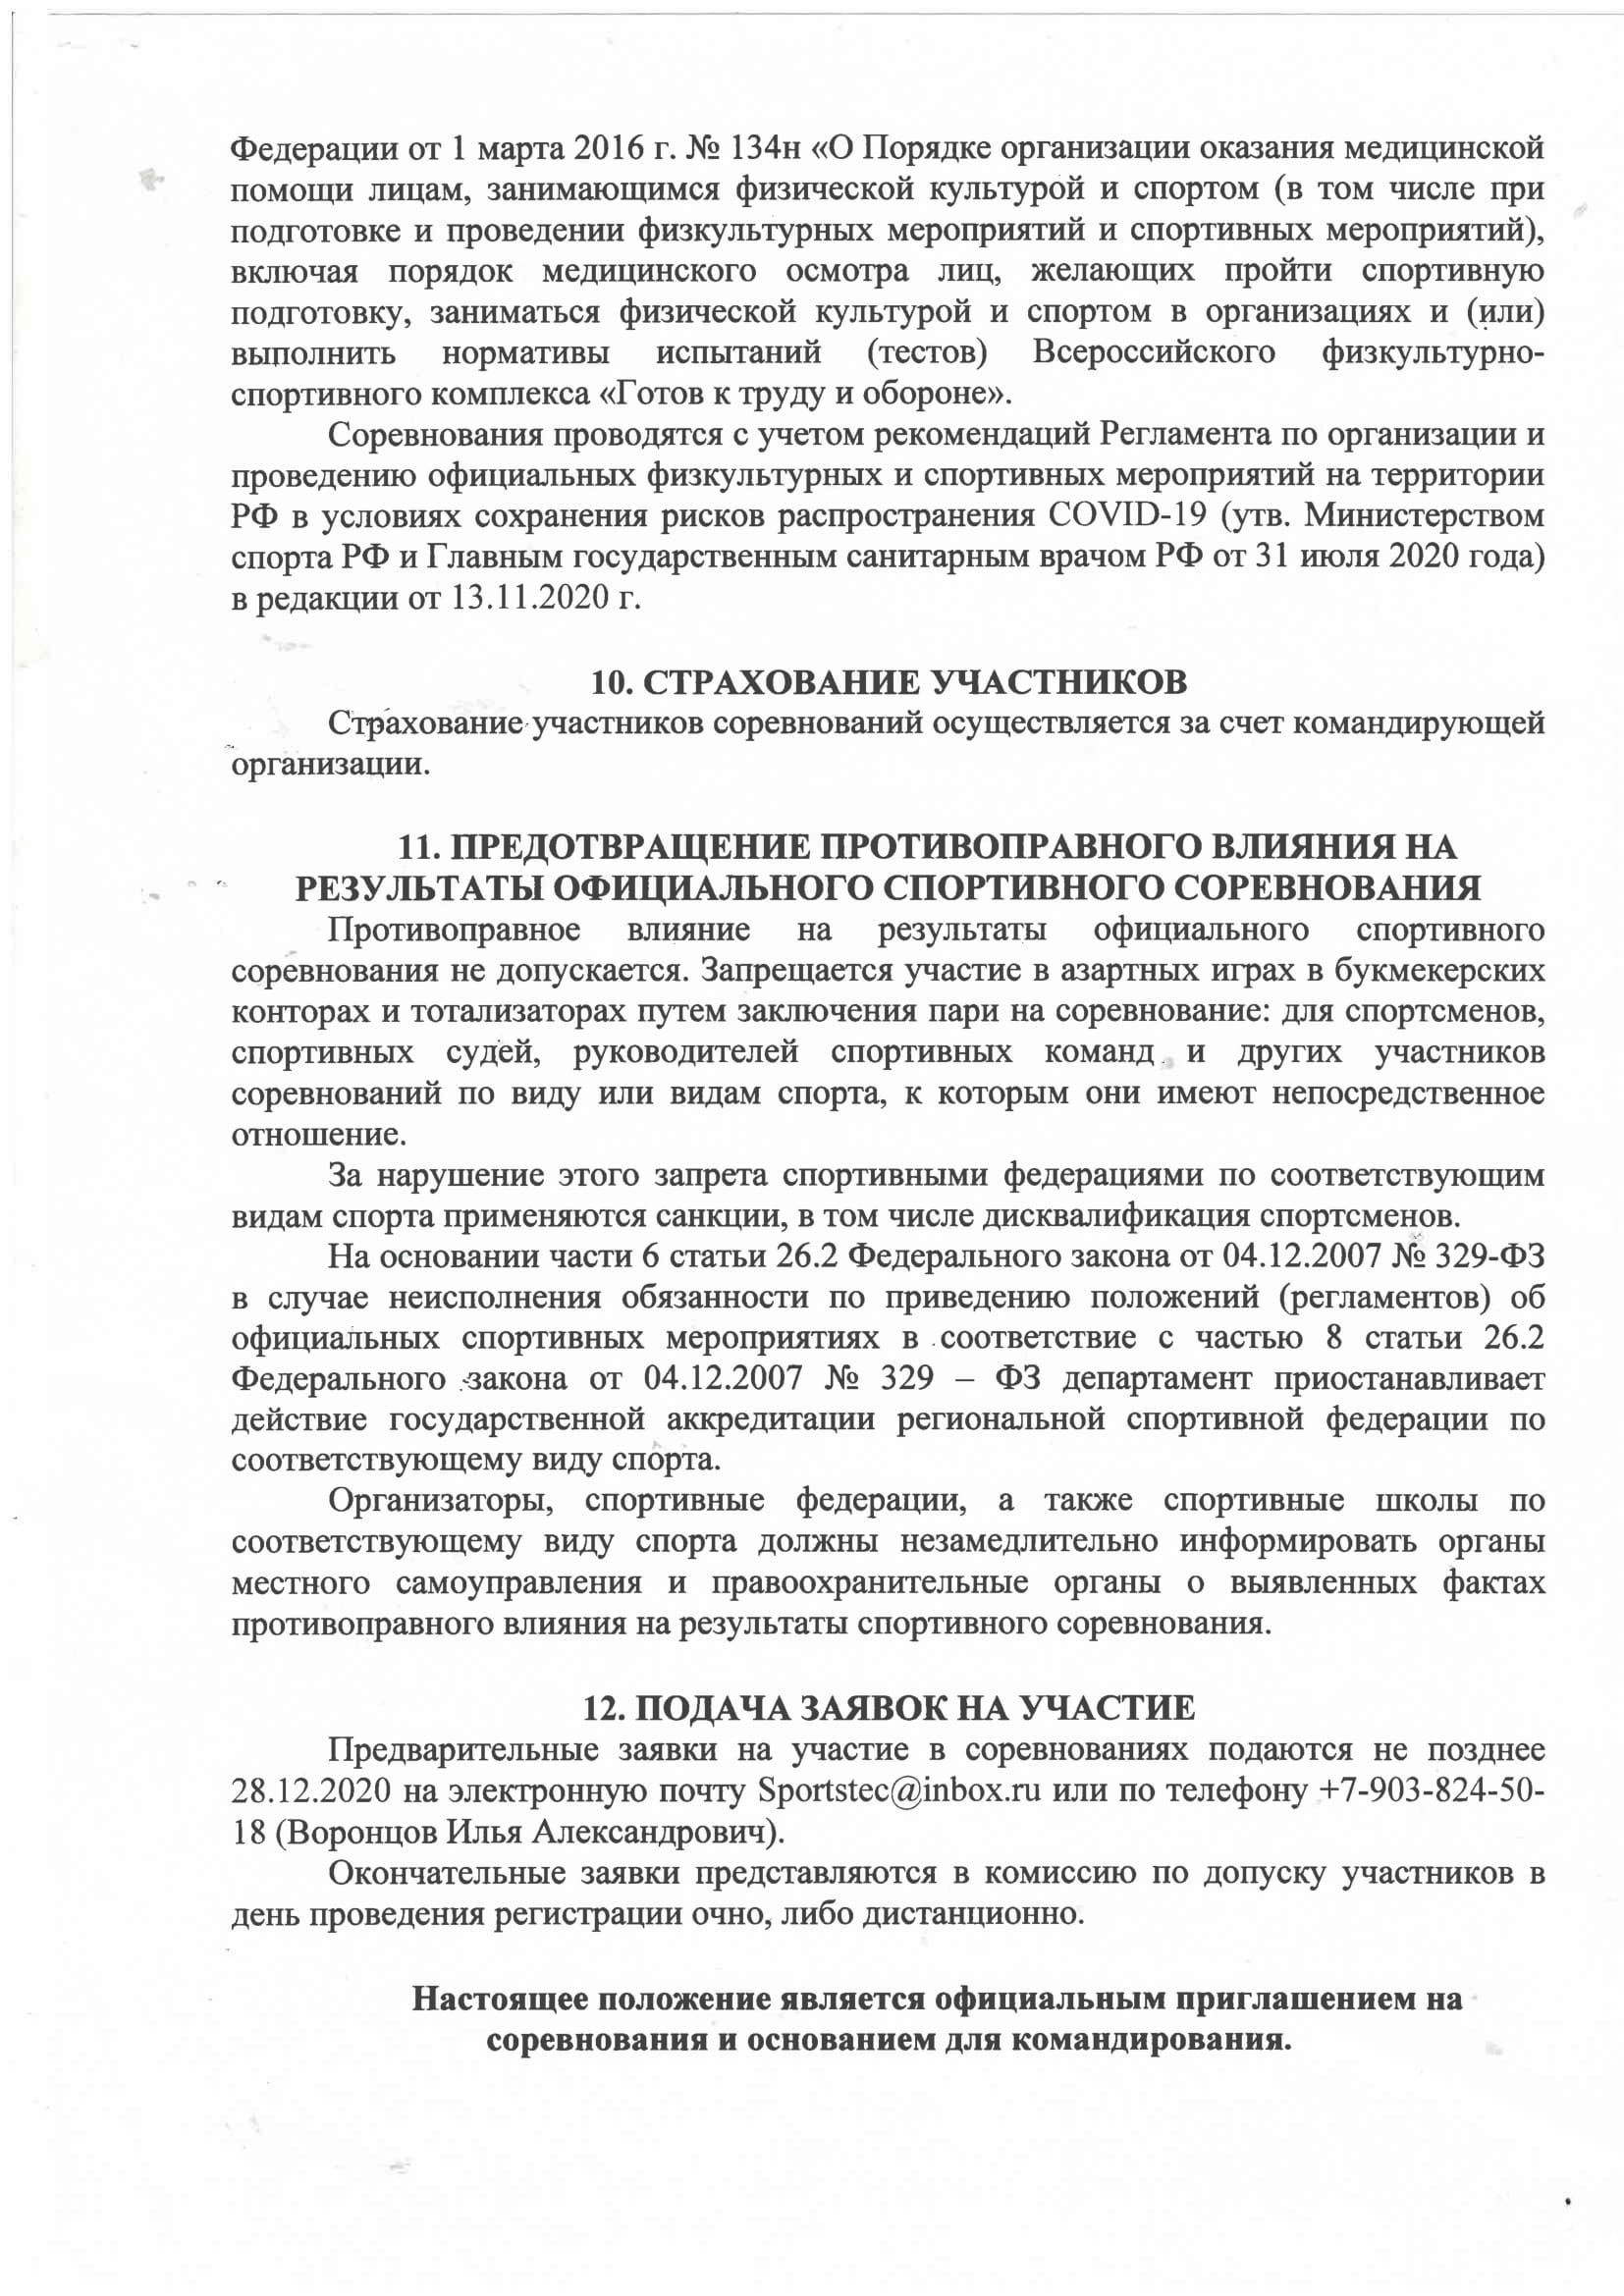 Федерации от 1 марта 2016 г. № 134н «О Порядке организации оказания медицинской
помощи лицам, занимающимся физической культурой и спортом (в том числе при
подготовке и проведении физкультурных мероприятий и спортивных мероприятий),
включая порядок медицинского осмотра лиц, желающих пройти спортивную
подготовку, заниматься физической культурой и спортом в организациях и (или)
выполнить нормативы испытаний (тестов) Всероссийского физкультурно-
спортивного комплекса «Готов к труду и обороне».
Соревнования проводятся с учетом рекомендаций Регламента по организации и
проведению официальных физкультурных и спортивных мероприятий на территории
РФ в условиях сохранения рисков распространения COVID-19 (утв. Министерством
спорта РФ и Главным государственным санитарным врачом РФ от 31 июля 2020 года)
в редакции от 13.11.2020 г.
10. СТРАХОВАНИЕ УЧАСТНИКОВ
Страхование участников соревнований осуществляется за счет командирующей
организации.
11. ПРЕДОТВРАЩЕНИЕ ПРОТИВОПРАВНОГО ВЛИЯНИЯ НА
РЕЗУЛЬТАТЫ ОФИЦИАЛЬНОГО СПОРТИВНОГО СОРЕВНОВАНИЯ
Противоправное влияние на результаты официального спортивного
соревнования не допускается. Запрещается участие в азартных играх в букмекерских
конторах и тотализаторах путем заключения пари на соревнование: для спортсменов,
спортивных судей, руководителей спортивных команд и других участников
соревнований по виду или видам спорта, к которым они имеют непосредственное
отношение.
За нарушение этого запрета спортивными федерациями по соответствующим
видам спорта применяются санкции, в том числе дисквалификация спортсменов.
На основании части 6 статьи 26.2 Федерального закона от 04.12.2007 № 329-ФЗ
в случае неисполнения обязанности по приведению положений (регламентов) об
официальных спортивных мероприятиях в соответствие с частью 8 статьи 26.2
Федерального закона от 04.12.2007 № 329 – ФЗ департамент приостанавливает
действие государственной аккредитации региональной спортивной федерации по
соответствующему виду спорта.
Организаторы, спортивные федерации, а также спортивные школы по
соответствующему виду спорта должны незамедлительно информировать органы
местного самоуправления и правоохранительные органы о выявленных фактах
противоправного влияния на результаты спортивного соревнования.
12. ПОДАЧА ЗАЯВОК НА УЧАСТИЕ
Предварительные заявки на участие в соревнованиях подаются не позднее
28.12.2020 на электронную почту Sportstec@inbox.ru или по телефону +7-903-824-50-
18 (Воронцов Илья Александрович).
Окончательные заявки представляются в комиссию по допуску участников в
день проведения регистрации очно, либо дистанционно.
Настоящее положение является официальным приглашением на
соревнования и основанием для командирования.